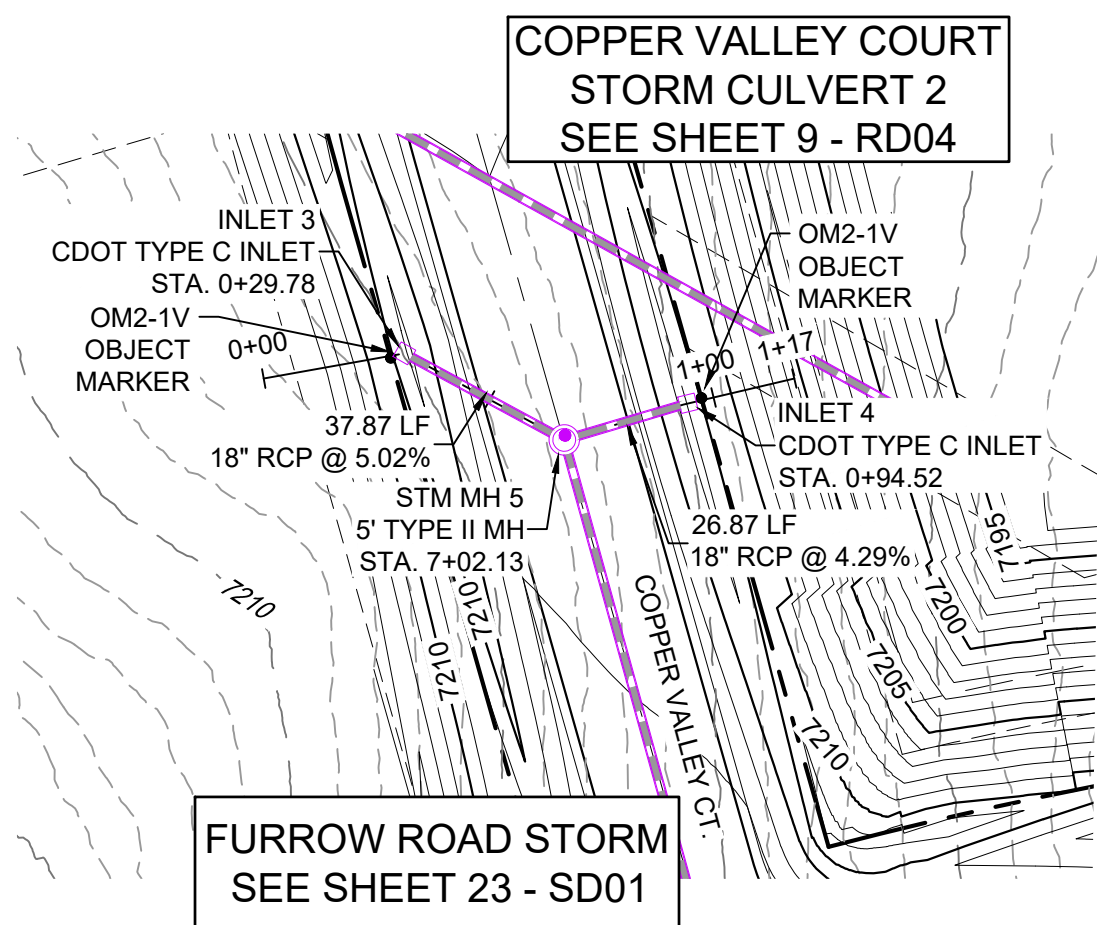 COPPER VALLEY COURT
STORM CULVERT 2
SEE SHEET 9 - RD04
INLET 3
CDOT TYPE C INLET
STA. 0+29.78
OM2-1V
OBJECT
MARKER
0+00
OM2-1V
OBJECT
MARKER
1+00
1+17
INLET 4
CDOT TYPE C INLET
STA. 0+94.52
37.87 LF
18" RCP @ 5.02%
STM MH 5
5' TYPE II MH
STA. 7+02.13
26.87 LF
18" RCP @ 4.29%
7210
7210
7210
COPPER VALLEY CT.
7195
7200
7205
7210
FURROW ROAD STORM
SEE SHEET 23 - SD01